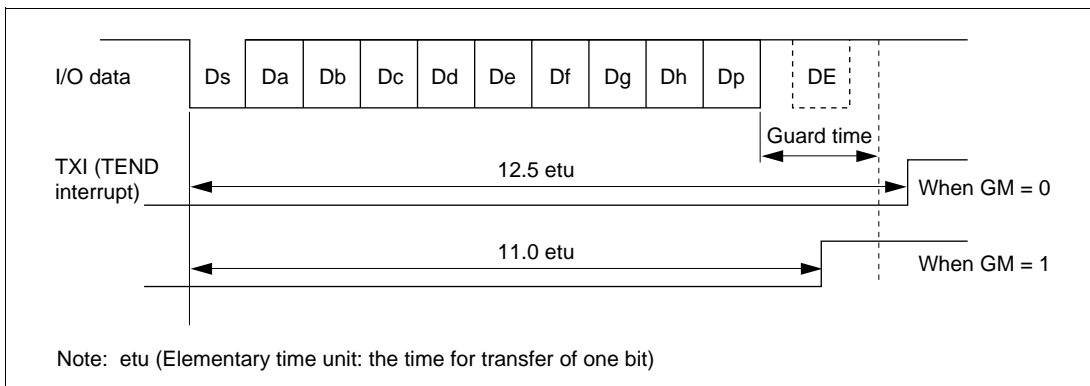 I/O data
Ds Da Db Dc Dd De Df Dg Dh Dp DE
Guard time
TXI (TEND
interrupt)
12.5 etu
When GM = 0
11.0 etu
When GM = 1
Note: etu (Elementary time unit: the time for transfer of one bit)